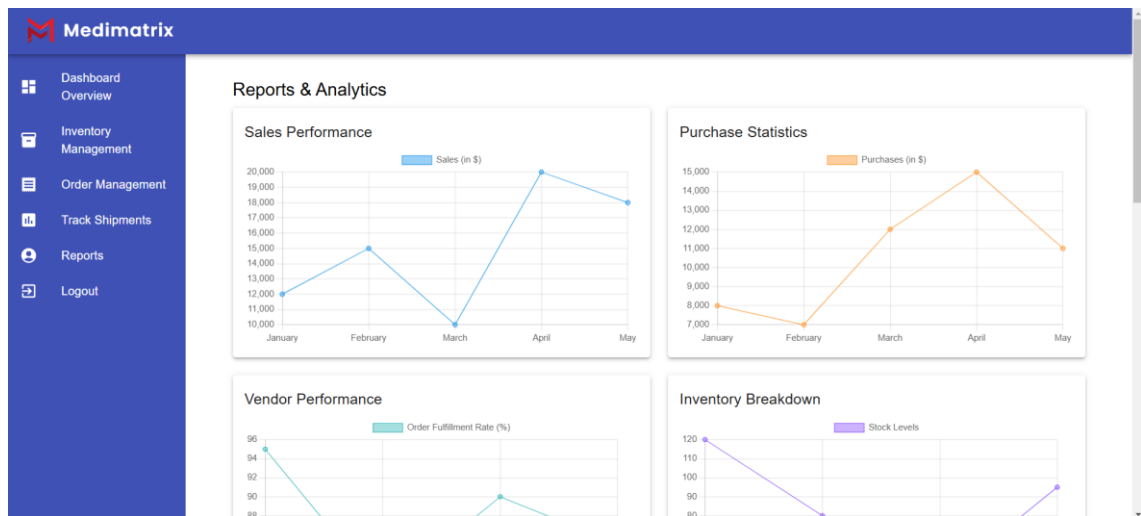 Medimatrix
Dashboard
Overview
Inventory
Management
Order Management
Track Shipments
Reports
Logout
Reports & Analytics
Sales Performance
Sales (in $)
20,000
19,000
18,000
17,000
16,000
15,000
14,000
13,000
12,000
11,000
10,000
January February March April May
Purchase Statistics
Purchases (in $)
15,000
14,000
13,000
12,000
11,000
10,000
9,000
8,000
7,000
January February March April May
Vendor Performance
Order Fulfillment Rate (%)
96
94
92
90
88
Inventory Breakdown
Stock Levels
120
110
100
90
80